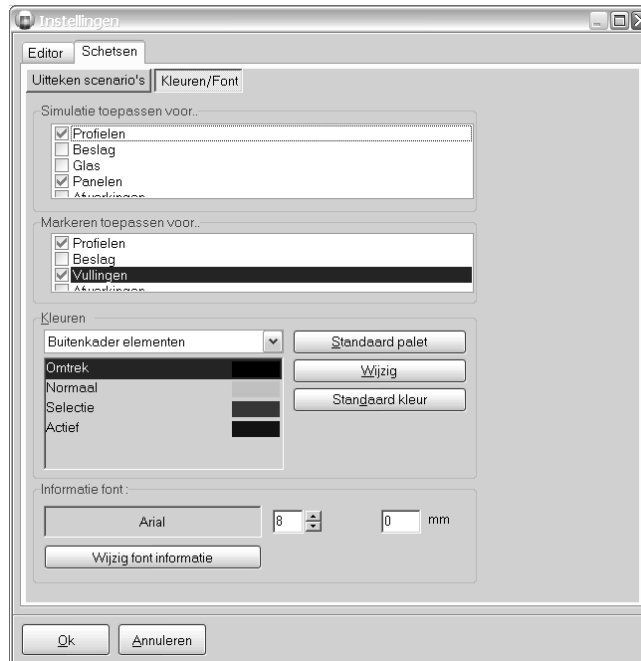 Instellingen
Editor Schetsen
Uitteken scenario's Kleuren/Font
Simulatie toepassen voor..
Profielen
Beslag
Glas
Panelen
Afwerkingen
Markeren toepassen voor..
Profielen
Beslag
Vullingen
Afwerkingen
Kleuren
Buitenkader elementen
Standaard palet
Omtrek
Wijzig
Normaal
Standaard kleur
Selectie
Actief
Informatie font :
Arial 8 0 mm
Wijzig font informatie
Ok Annuleren